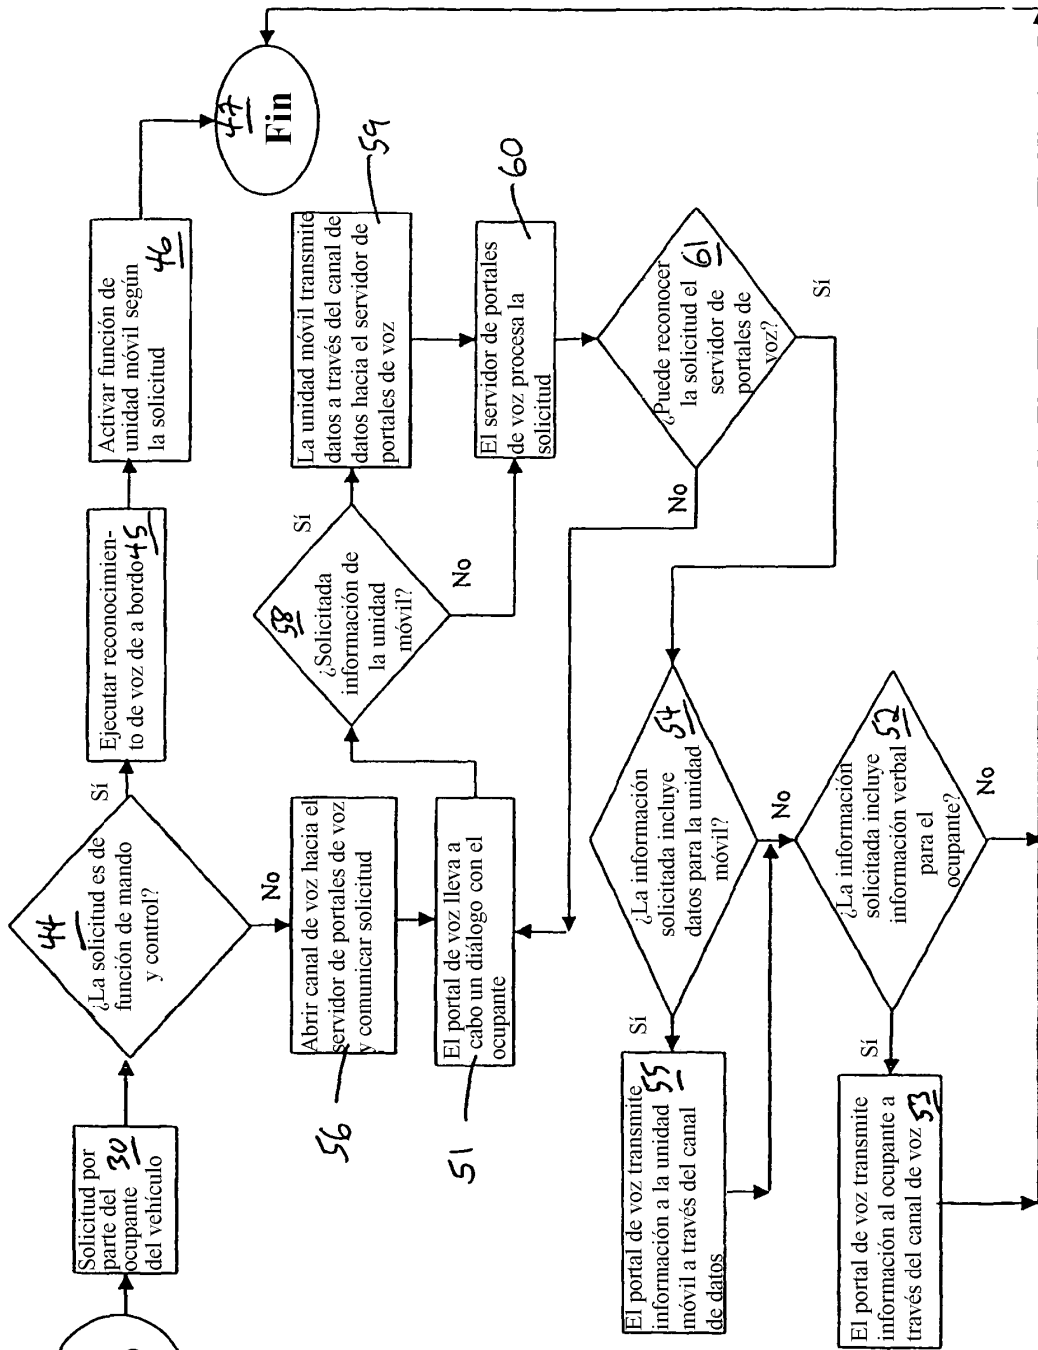 Solicitud por
parte del
ocupante 30
del vehículo
44
¿La solicitud es de
función de mando
y control?
Sí
No
Ejecutar reconocimien-
to de voz de a bordo 45
Activar función de
unidad móvil según
la solicitud 46
47
Fin
Abrir canal de voz hacia el
servidor de portales de voz
y comunicar solicitud
56
El portal de voz lleva a
cabo un diálogo con el
ocupante
51
58
¿Solicitada
información de
la unidad
móvil?
Sí
No
La unidad móvil transmite
datos a través del canal de
datos hacia el servidor de
portales de voz
59
El servidor de portales
de voz procesa la
solicitud
60
¿Puede reconocer
la solicitud el 61
servidor de
portales de
voz?
No
Sí
¿La información
solicitada incluye 54
datos para la unidad
móvil?
Sí
No
El portal de voz transmite
información a la unidad 55
móvil a través del canal
de datos
¿La información
solicitada incluye
información verbal 52
para el
ocupante?
Sí
No
El portal de voz transmite
información al ocupante a
través del canal de voz 53